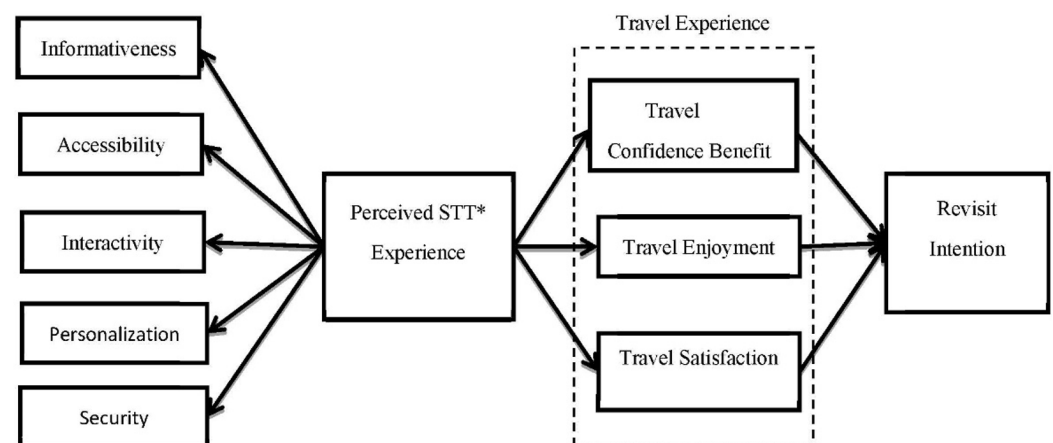 Travel Experience
Informativeness
Accessibility
Interactivity
Personalization
Security
Perceived STT*
Experience
Travel
Confidence Benefit
Travel Enjoyment
Travel Satisfaction
Revisit
Intention